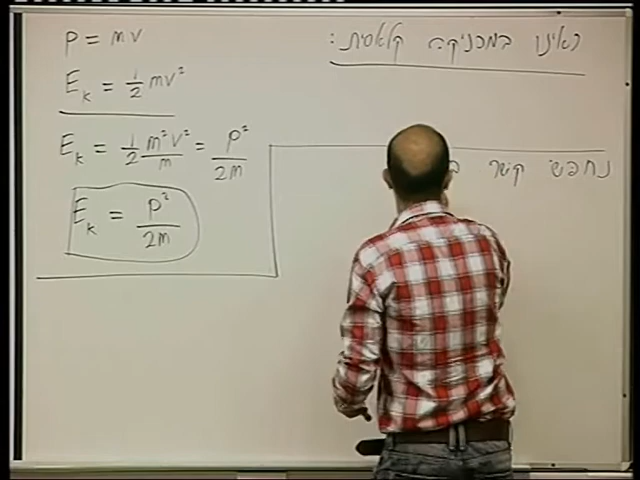 ראינו במכניקה קלאסית:
P = mv
E_k = 1/2 mv²
E_k = 1/2 m²v²/m = P²/2m
E_k = P²/2m
נחפש קשר ב